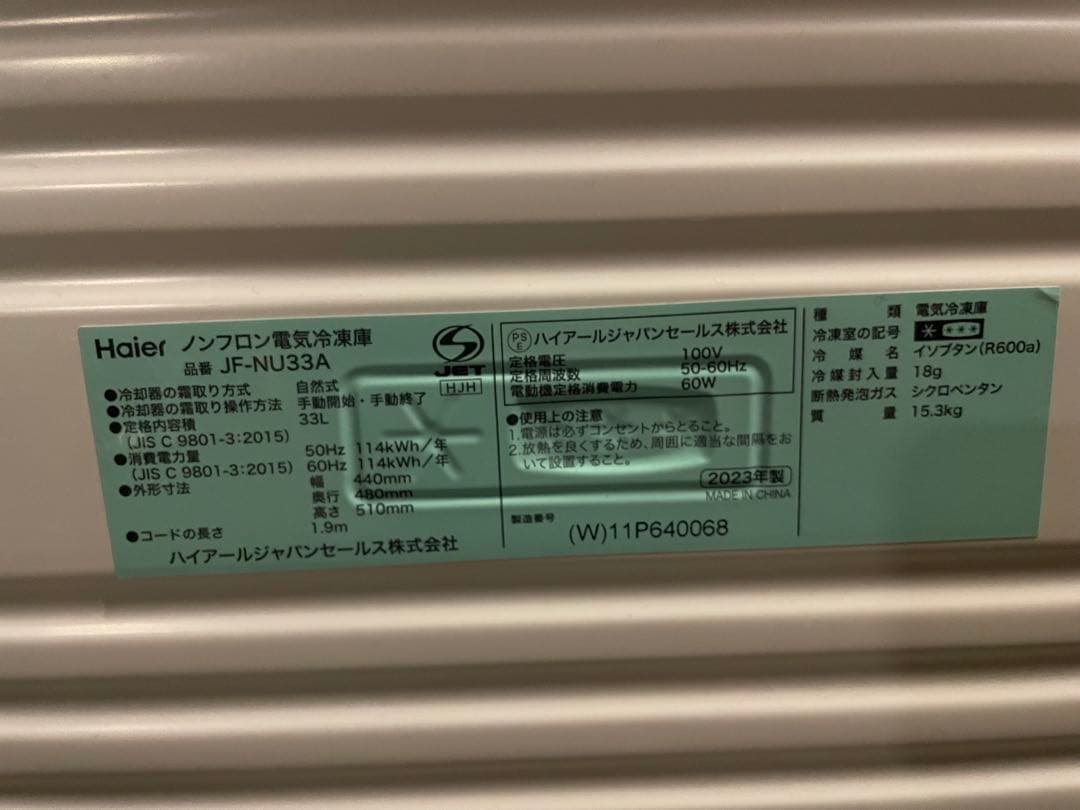 Haier ノンフロン電気冷凍庫
品番 JF-NU33A
JET
HJH
●冷却器の霜取り方式 自然式
●冷却器の霜取り操作方法 手動開始・手動終了
●定格内容積 33L
(JIS C 9801-3:2015)
●消費電力量 50Hz 114kWh/年
(JIS C 9801-3:2015) 60Hz 114kWh/年
●外形寸法 幅 440mm
奥行 480mm
高さ 510mm
●コードの長さ 1.9m
ハイアールジャパンセールス株式会社
PSE ハイアールジャパンセールス株式会社
定格電圧 100V
定格周波数 50-60Hz
電動機定格消費電力 60W
●使用上の注意
1.電源は必ずコンセントからとること。
2.放熱を良くするため、周囲に適当な間隔をお
いて設置すること。
2023年製
MADE IN CHINA
製造番号
(W)11P640068
種類 電気冷凍庫
冷凍室の記号
冷媒名 イソブタン(R600a)
冷媒封入量 18g
断熱発泡ガス シクロペンタン
質量 15.3kg